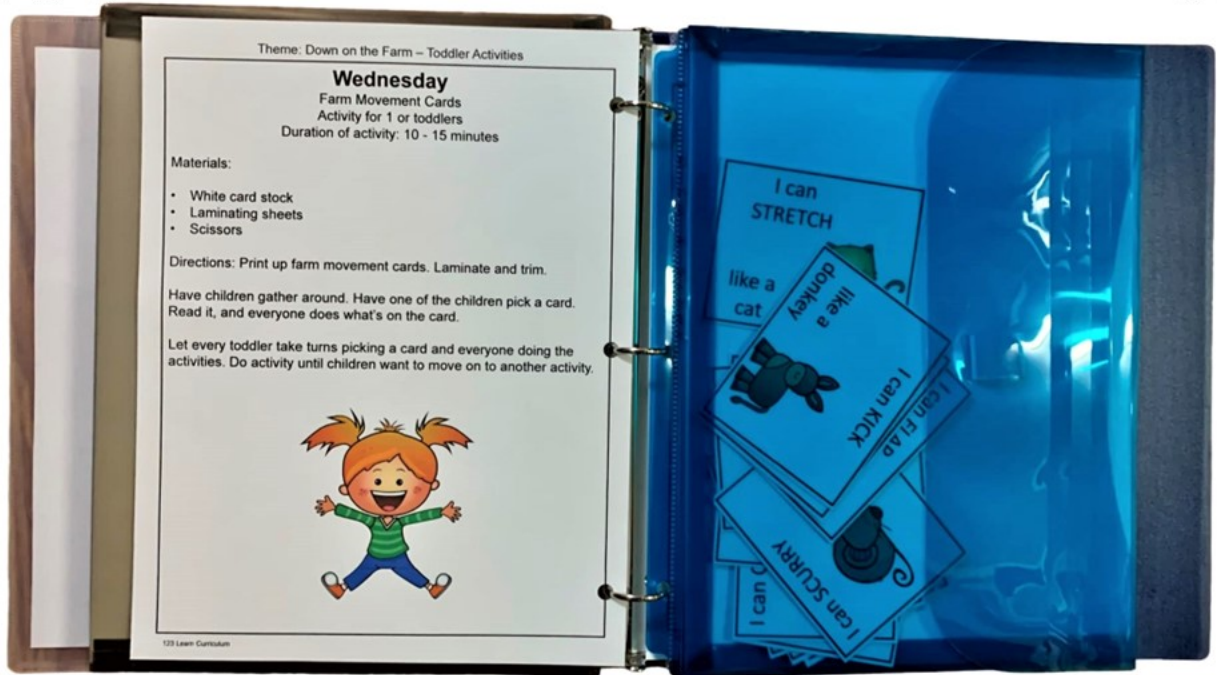 Theme: Down on the Farm – Toddler Activities
Wednesday
Farm Movement Cards
Activity for 1 or toddlers
Duration of activity: 10 - 15 minutes
Materials:
• White card stock
• Laminating sheets
• Scissors
Directions: Print up farm movement cards. Laminate and trim.
Have children gather around. Have one of the children pick a card.
Read it, and everyone does what's on the card.
Let every toddler take turns picking a card and everyone doing the
activities. Do activity until children want to move on to another activity.
123 Learn Curriculum
I can
STRETCH
like a
cat
I can KICK
like a
donkey
I can FLAP
I can SCURRY
I can